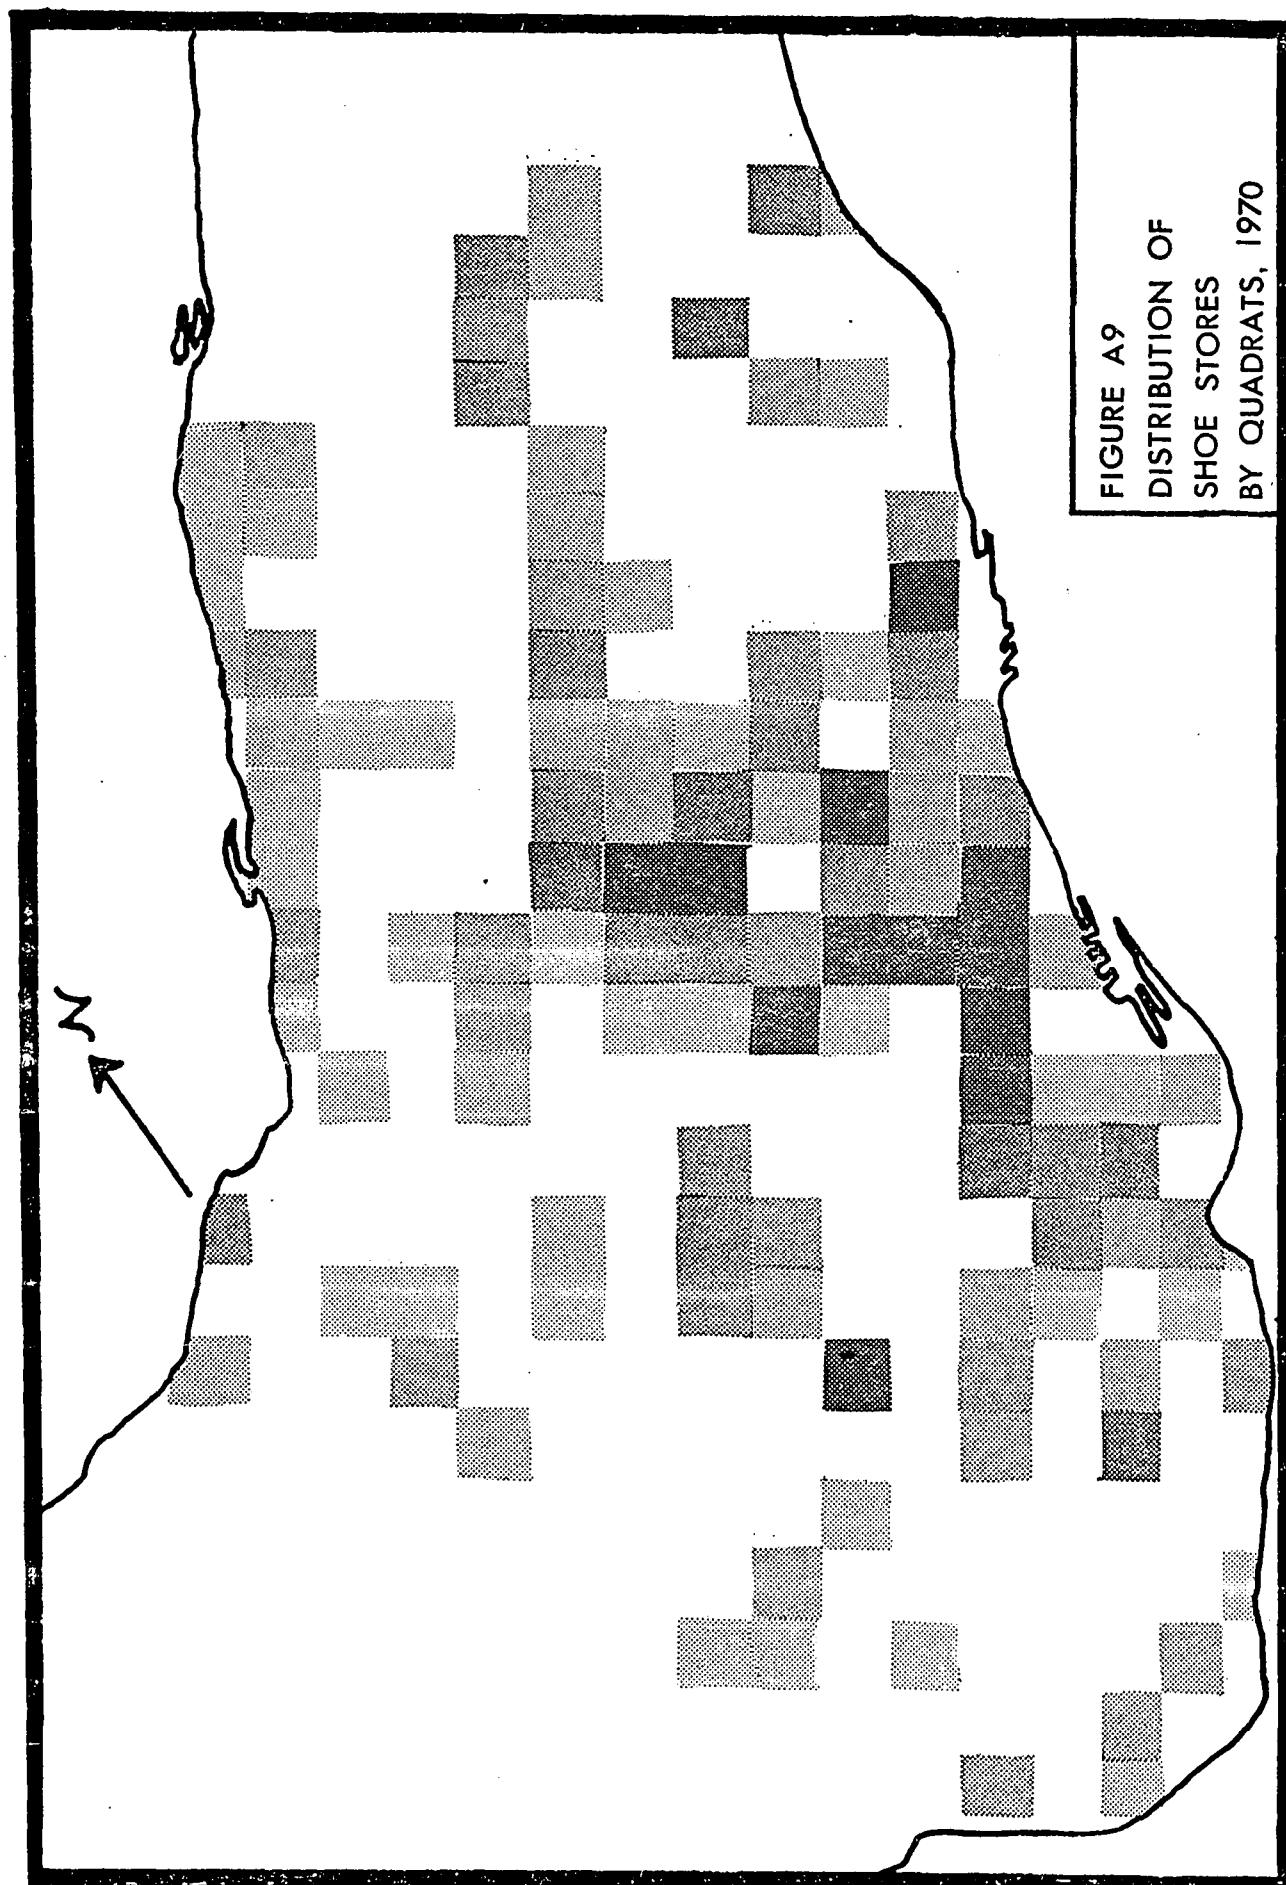 FIGURE A9
DISTRIBUTION OF
SHOE STORES
BY QUADRATS, 1970
N